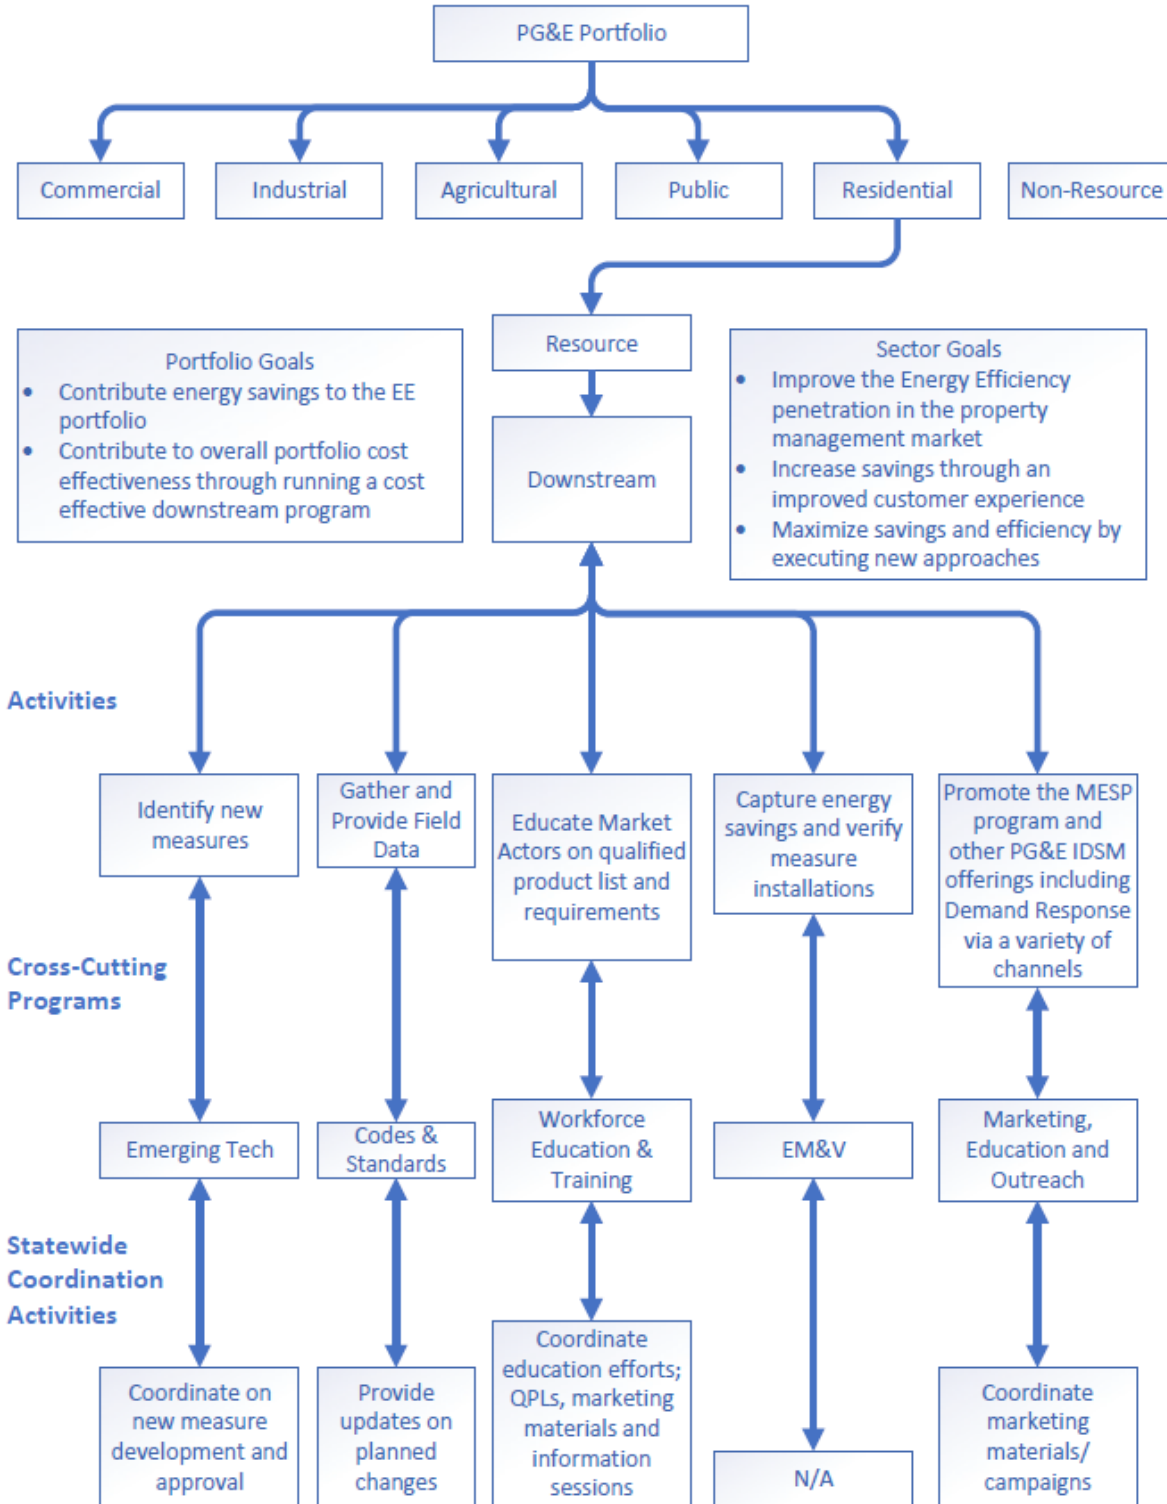 PG&E Portfolio
Commercial
Industrial
Agricultural
Public
Residential
Non-Resource
Resource
Portfolio Goals
• Contribute energy savings to the EE
portfolio
• Contribute to overall portfolio cost
effectiveness through running a cost
effective downstream program
Downstream
Sector Goals
• Improve the Energy Efficiency
penetration in the property
management market
• Increase savings through an
improved customer experience
• Maximize savings and efficiency by
executing new approaches
Activities
Identify new
measures
Gather and
Provide Field
Data
Educate Market
Actors on qualified
product list and
requirements
Capture energy
savings and verify
measure
installations
Promote the MESP
program and
other PG&E IDSM
offerings including
Demand Response
via a variety of
channels
Cross-Cutting
Programs
Emerging Tech
Codes &
Standards
Workforce
Education &
Training
EM&V
Marketing,
Education and
Outreach
Statewide
Coordination
Activities
Coordinate on
new measure
development and
approval
Provide
updates on
planned
changes
Coordinate
education efforts;
QPLs, marketing
materials and
information
sessions
N/A
Coordinate
marketing
materials/
campaigns